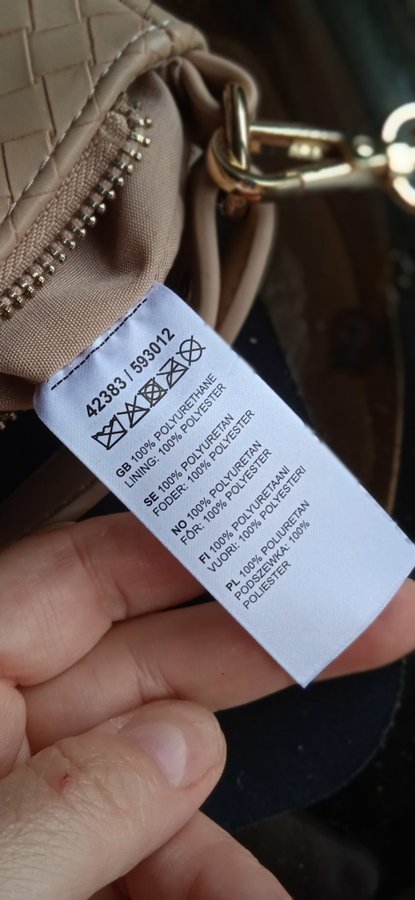 42383 / 593012
GB 100% POLYURETHANE
LINING: 100% POLYESTER
SE 100% POLYURETAN
FODER: 100% POLYESTER
NO 100% POLYURETAN
FÓR: 100% POLYESTER
FI 100% POLYURETAANI
VUORI: 100% POLYESTERI
PL 100% POLIURETAN
PODSZEWKA: 100%
POLIESTER